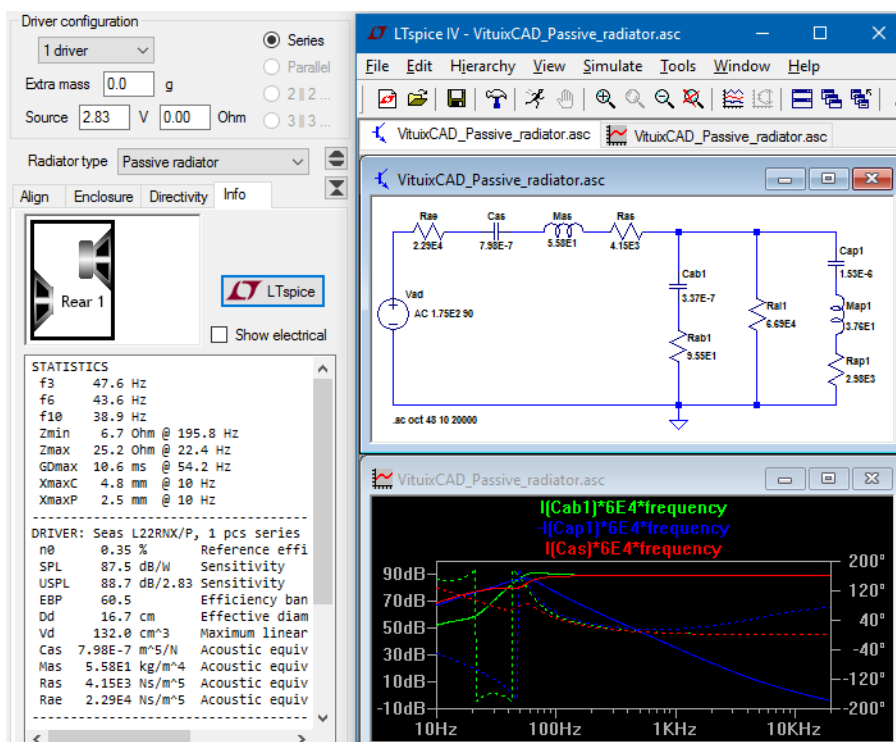 Driver configuration
1 driver
Series
Parallel
2 || 2 ...
3 || 3 ...
Extra mass 0.0 g
Source 2.83 V 0.00 Ohm
Radiator type Passive radiator
Align Enclosure Directivity Info
Rear 1
LTspice
Show electrical
STATISTICS
f3 47.6 Hz
f6 43.6 Hz
f10 38.9 Hz
Zmin 6.7 Ohm @ 195.8 Hz
Zmax 25.2 Ohm @ 22.4 Hz
GDmax 10.6 ms @ 54.2 Hz
XmaxC 4.8 mm @ 10 Hz
XmaxP 2.5 mm @ 10 Hz
DRIVER: Seas L22RNX/P, 1 pcs series
n0 0.35 % Reference effi
SPL 87.5 dB/W Sensitivity
USPL 88.7 dB/2.83 Sensitivity
EBP 60.5 Efficiency ban
Dd 16.7 cm Effective diam
Vd 132.0 cm^3 Maximum linear
Cas 7.98E-7 m^5/N Acoustic equiv
Mas 5.58E1 kg/m^4 Acoustic equiv
Ras 4.15E3 Ns/m^5 Acoustic equiv
Rae 2.29E4 Ns/m^5 Acoustic equiv
LTspice IV - VituixCAD_Passive_radiator.asc
File Edit Hierarchy View Simulate Tools Window Help
VituixCAD_Passive_radiator.asc VituixCAD_Passive_radiator.asc
VituixCAD_Passive_radiator.asc
Rae Cas Mas Ras
2.29E4 7.98E-7 5.58E1 4.15E3
Cab1
3.37E-7
Rab1
9.55E1
Ral1
6.69E4
Cap1
1.53E-6
Map1
3.76E1
Rap1
2.98E3
Vad
AC 1.75E2 90
.ac oct 48 10 20000
VituixCAD_Passive_radiator.asc
I(Cab1)*6E4*frequency
-I(Cap1)*6E4*frequency
I(Cas)*6E4*frequency
90dB 200°
70dB 120°
50dB 40°
30dB -40°
10dB -120°
-10dB -200°
10Hz 100Hz 1KHz 10KHz